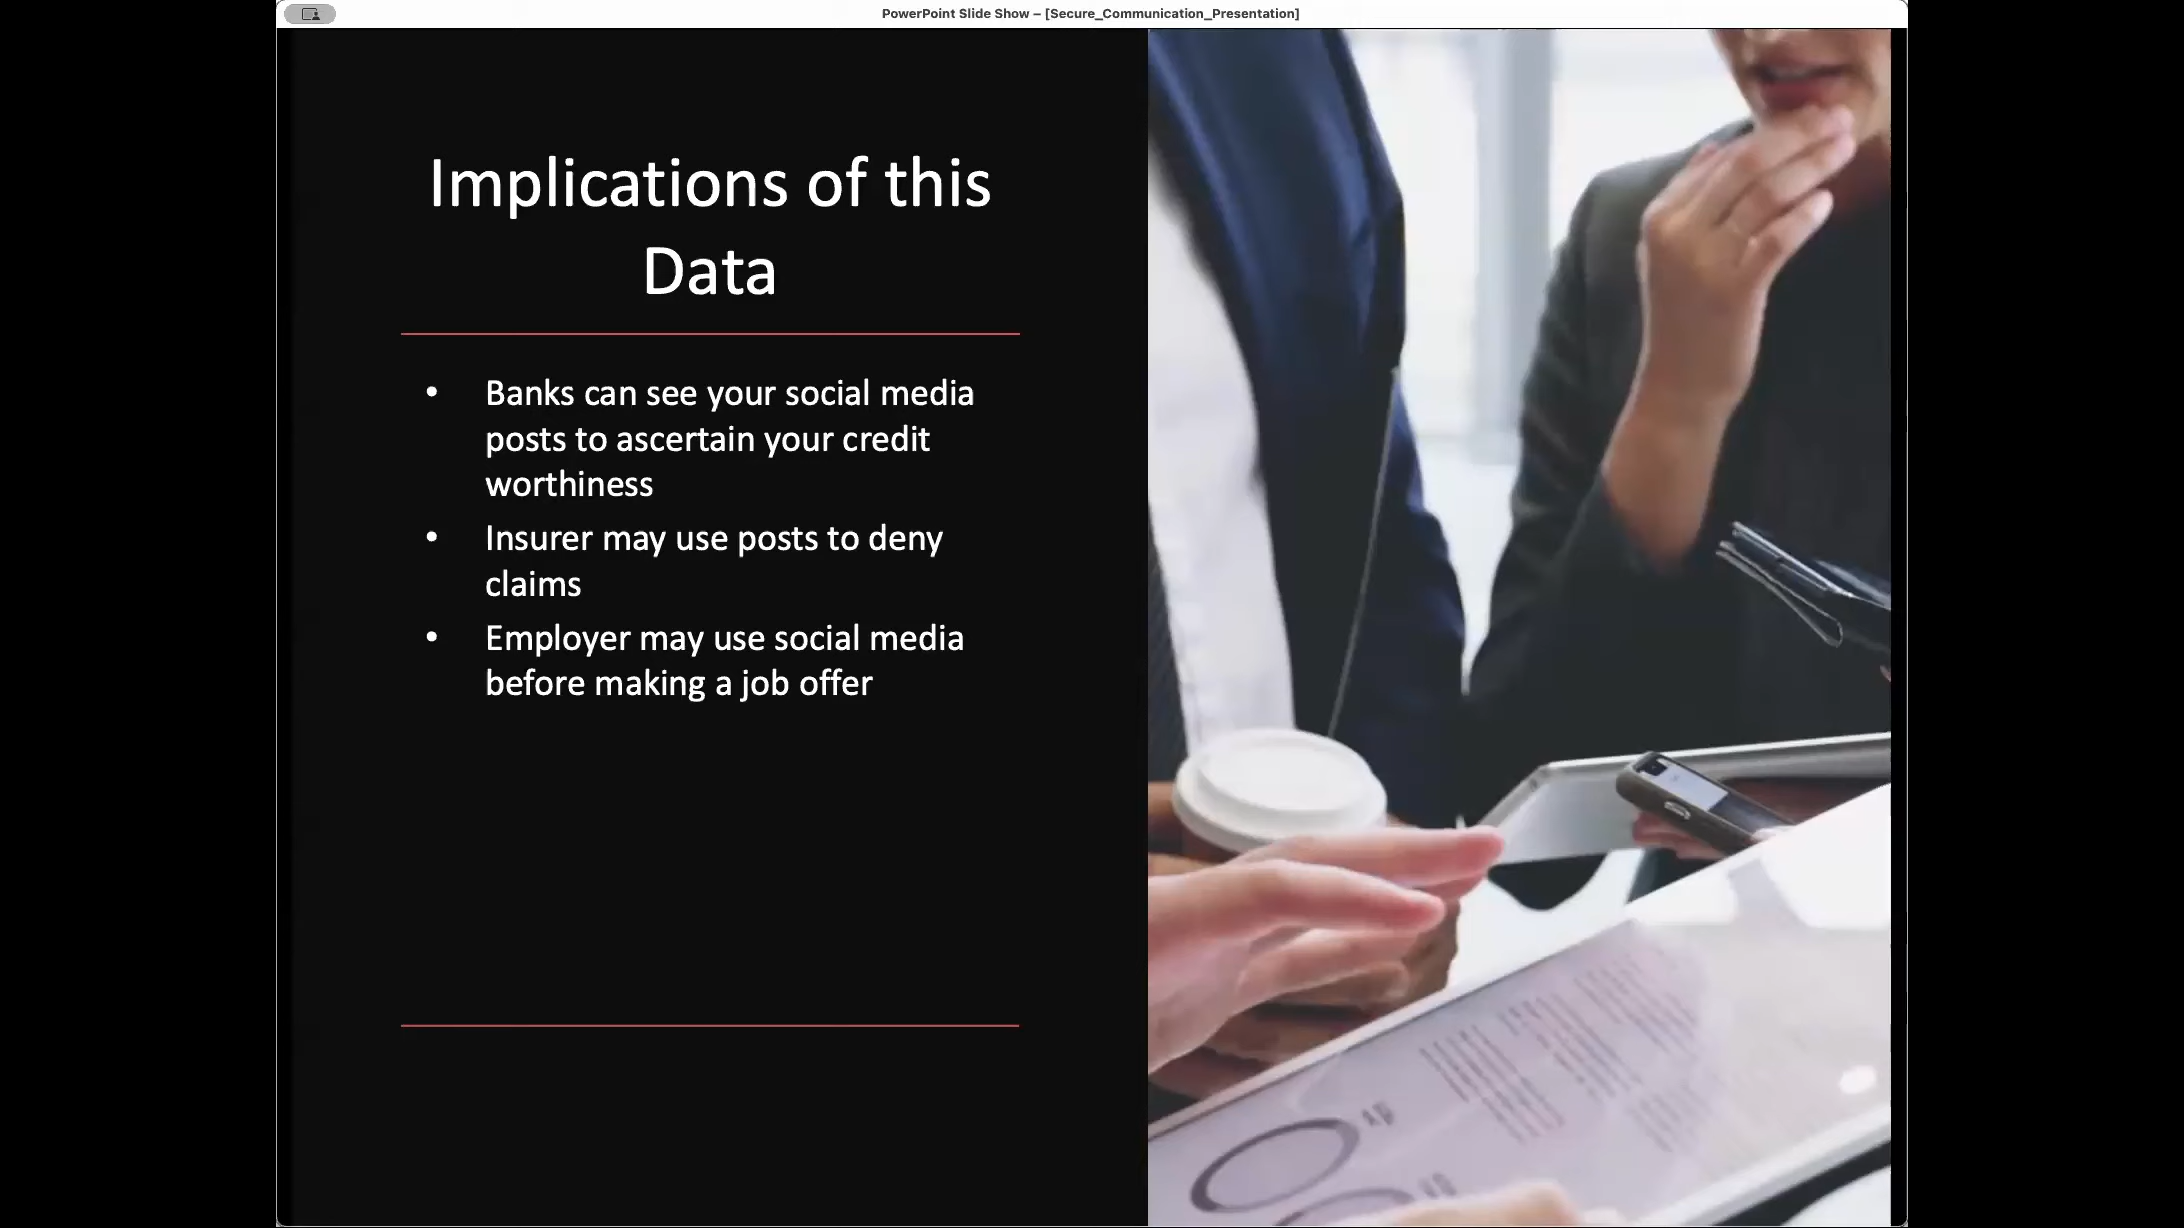 PowerPoint Slide Show – [Secure_Communication_Presentation]
Implications of this
Data
• Banks can see your social media
posts to ascertain your credit
worthiness
• Insurer may use posts to deny
claims
• Employer may use social media
before making a job offer